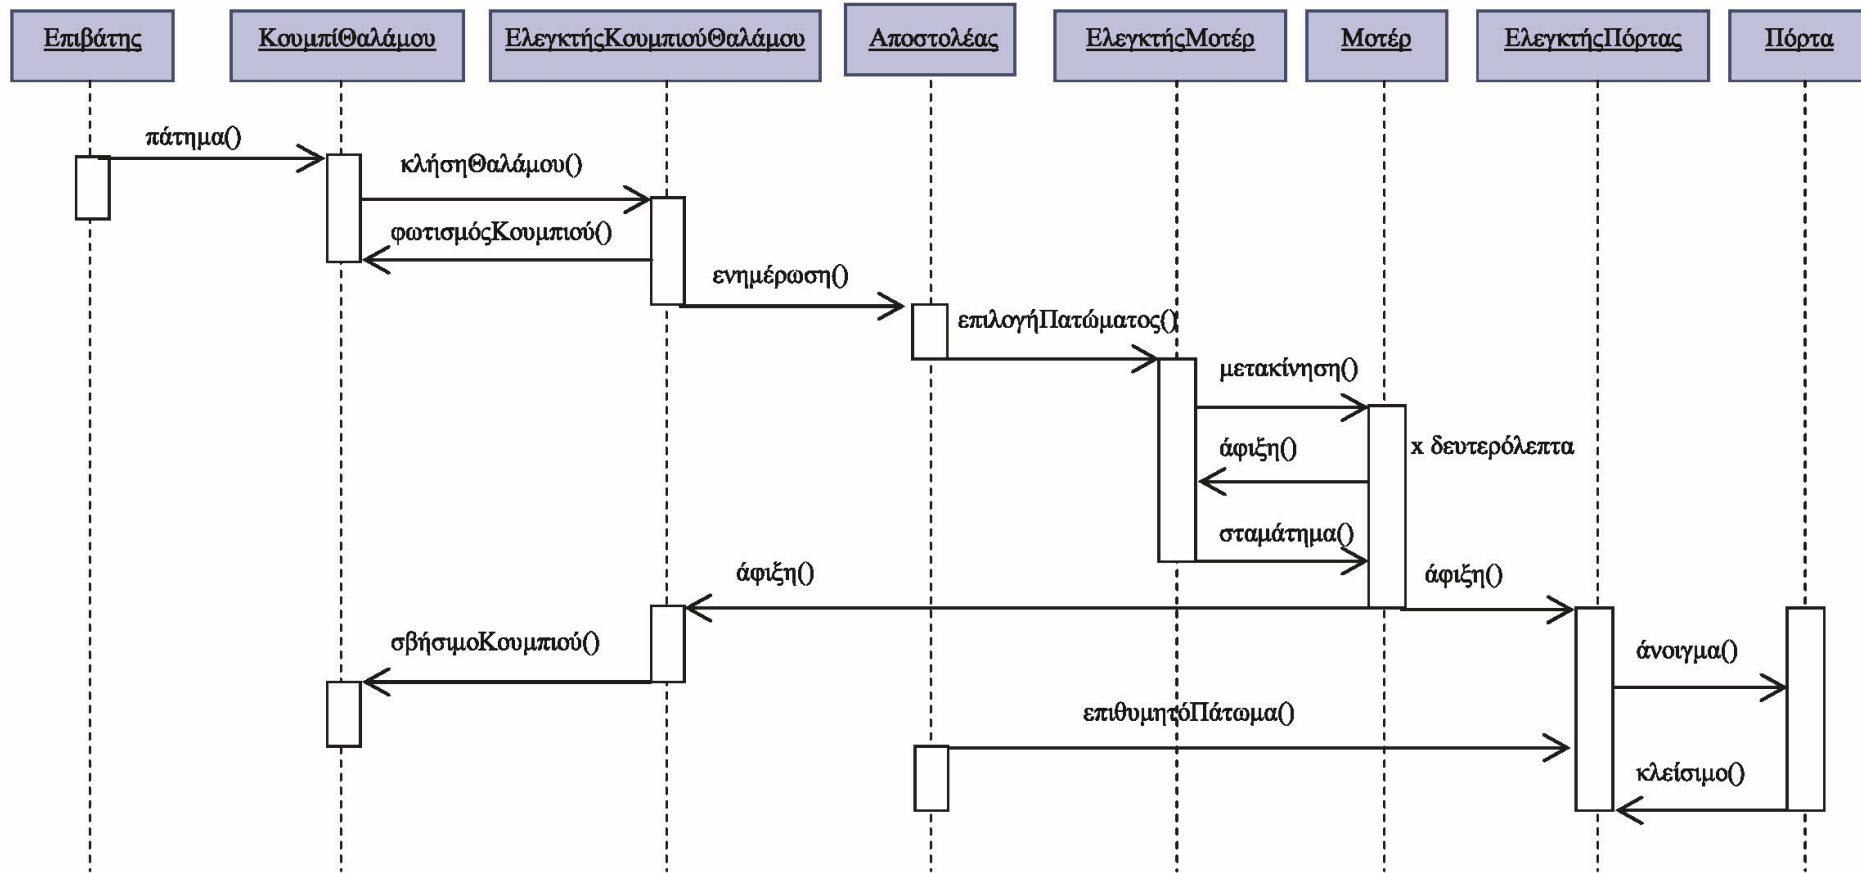 Επιβάτης
ΚουμπίΘαλάμου
ΕλεγκτήςΚουμπιούΘαλάμου
Αποστολέας
ΕλεγκτήςΜοτέρ
Μοτέρ
ΕλεγκτήςΠόρτας
Πόρτα
πάτημα()
κλήσηΘαλάμου()
φωτισμόςΚουμπιού()
ενημέρωση()
επιλογήΠατώματος()
μετακίνηση()
άφιξη()
x δευτερόλεπτα
σταμάτημα()
άφιξη()
άφιξη()
σβήσιμοΚουμπιού()
άνοιγμα()
επιθυμητόΠάτωμα()
κλείσιμο()